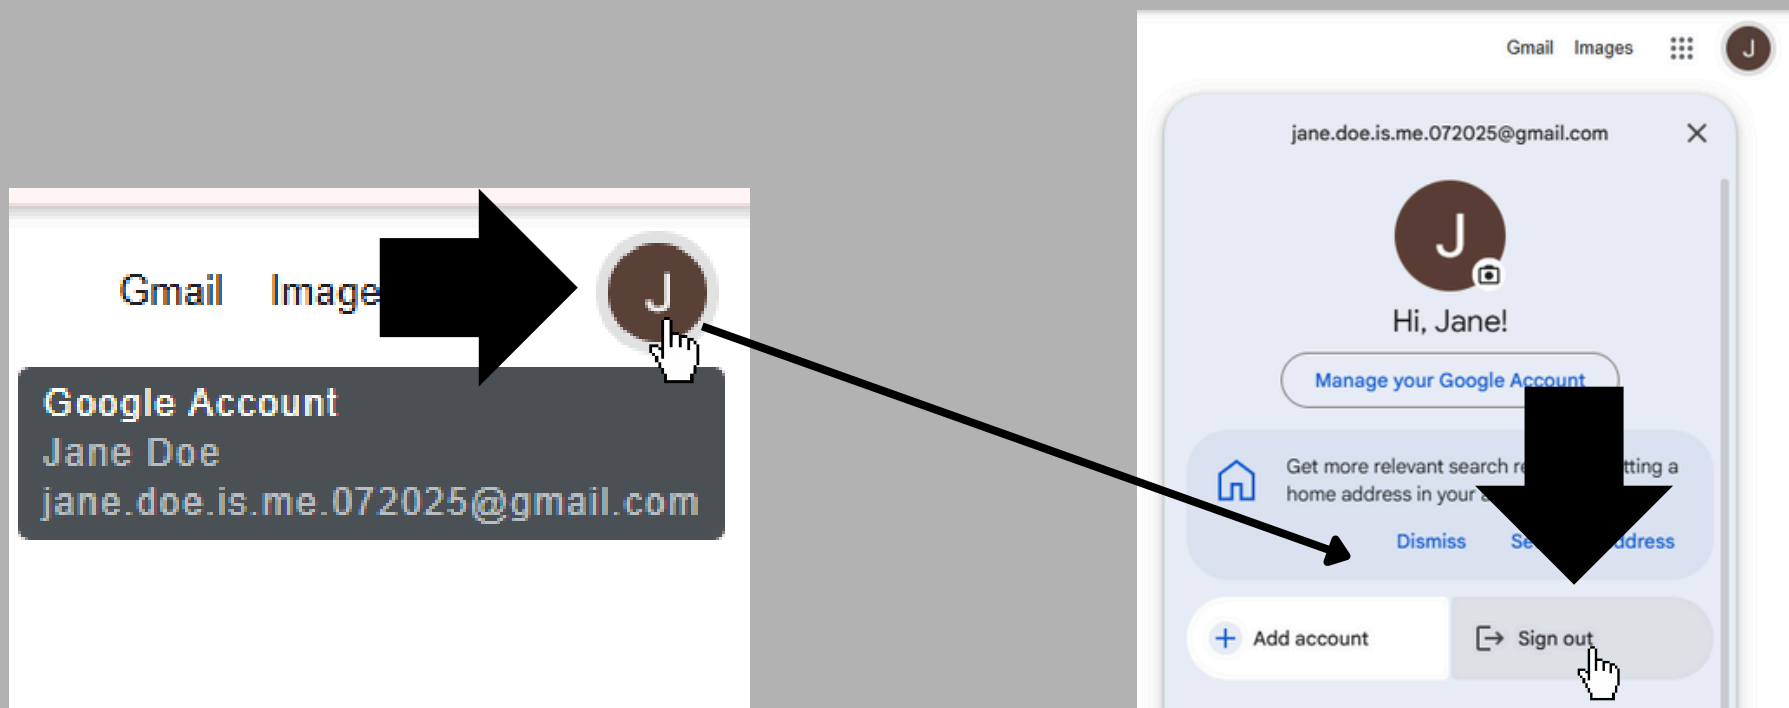 Gmail Image
J
Google Account
Jane Doe
jane.doe.is.me.072025@gmail.com
Gmail Images J
jane.doe.is.me.072025@gmail.com
J
Hi, Jane!
Manage your Google Account
Get more relevant search a
home address in your
Dismiss
Add account Sign out